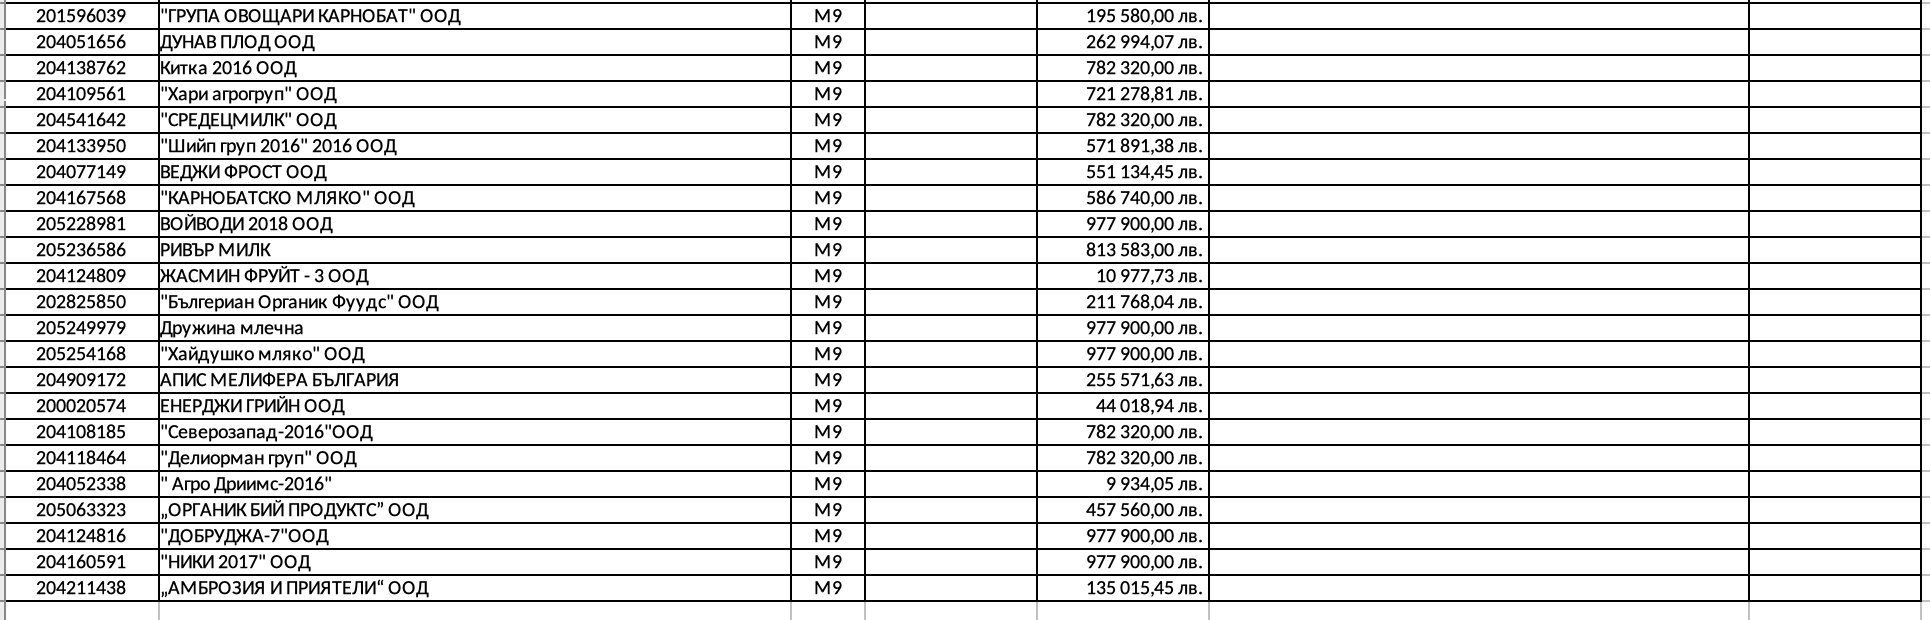 201596039 "ГРУПА ОВОЩАРИ КАРНОБАТ" ООД М9 195 580,00 лв.
204051656 ДУНАВ ПЛОД ООД М9 262 994,07 лв.
204138762 Китка 2016 ООД М9 782 320,00 лв.
204109561 "Хари агрогруп" ООД М9 721 278,81 лв.
204541642 "СРЕДЕЦМИЛК" ООД М9 782 320,00 лв.
204133950 "Шийп груп 2016" 2016 ООД М9 571 891,38 лв.
204077149 ВЕДЖИ ФРОСТ ООД М9 551 134,45 лв.
204167568 "КАРНОБАТСКО МЛЯКО" ООД М9 586 740,00 лв.
205228981 ВОЙВОДИ 2018 ООД М9 977 900,00 лв.
205236586 РИВЪР МИЛК М9 813 583,00 лв.
204124809 ЖАСМИН ФРУЙТ - 3 ООД М9 10 977,73 лв.
202825850 "Бългериан Органик Фуудс" ООД М9 211 768,04 лв.
205249979 Дружина млечна М9 977 900,00 лв.
205254168 "Хайдушко мляко" ООД М9 977 900,00 лв.
204909172 АПИС МЕЛИФЕРА БЪЛГАРИЯ М9 255 571,63 лв.
200020574 ЕНЕРДЖИ ГРИЙН ООД М9 44 018,94 лв.
204108185 "Северозапад-2016"ООД М9 782 320,00 лв.
204118464 "Делиорман груп" ООД М9 782 320,00 лв.
204052338 " Агро Дриимс-2016" М9 9 934,05 лв.
205063323 „ОРГАНИК БИЙ ПРОДУКТС” ООД М9 457 560,00 лв.
204124816 "ДОБРУДЖА-7"ООД М9 977 900,00 лв.
204160591 "НИКИ 2017" ООД М9 977 900,00 лв.
204211438 „АМБРОЗИЯ И ПРИЯТЕЛИ“ ООД М9 135 015,45 лв.